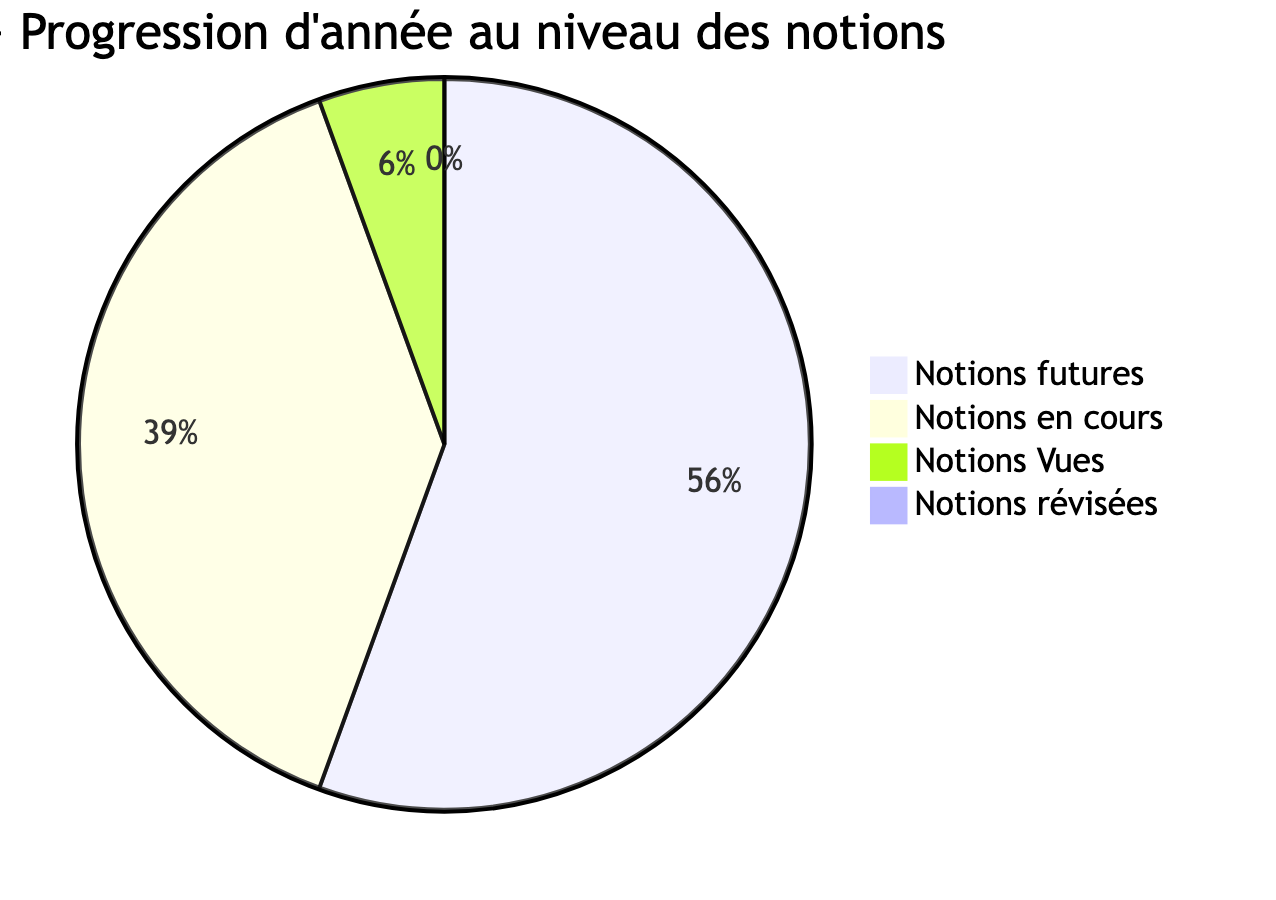 - Progression d'année au niveau des notions
6% 0%
39%
56%
Notions futures
Notions en cours
Notions Vues
Notions révisées